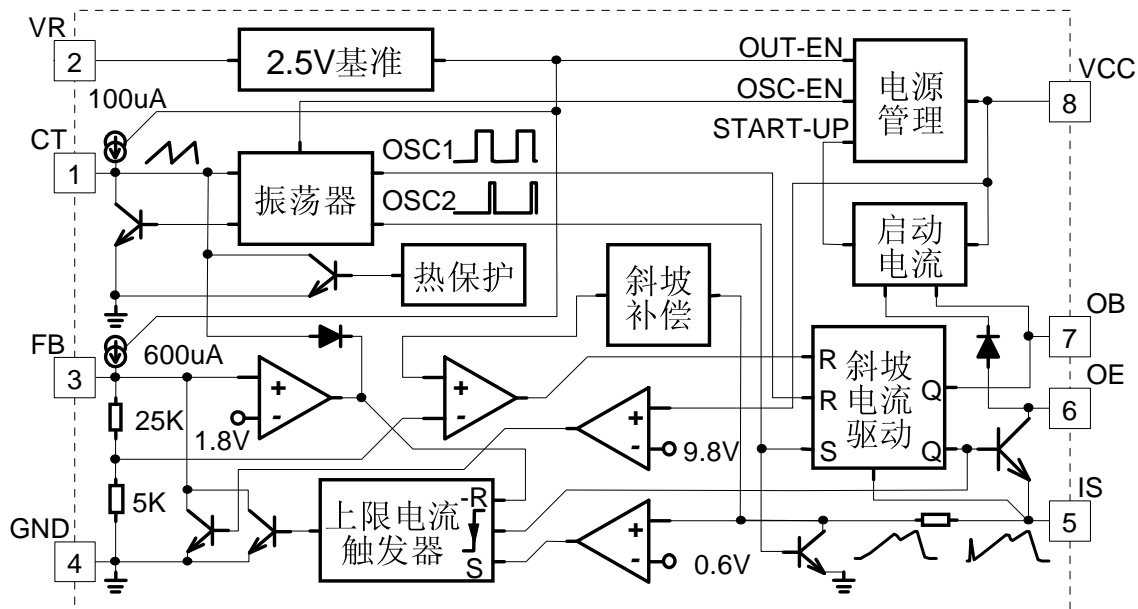 VR
2
2.5V基准
OUT-EN
OSC-EN
START-UP
电源
管理
VCC
8
100uA
CT
1
振荡器
OSC1
OSC2
热保护
斜坡
补偿
启动
电流
OB
7
FB
3
600uA
+
-
1.8V
25K
5K
+
-
+
-
9.8V
R
R
S
斜坡
电流
驱动
Q
Q
OE
6
GND
4
上限电流
触发器
-R
S
+
-
0.6V
IS
5